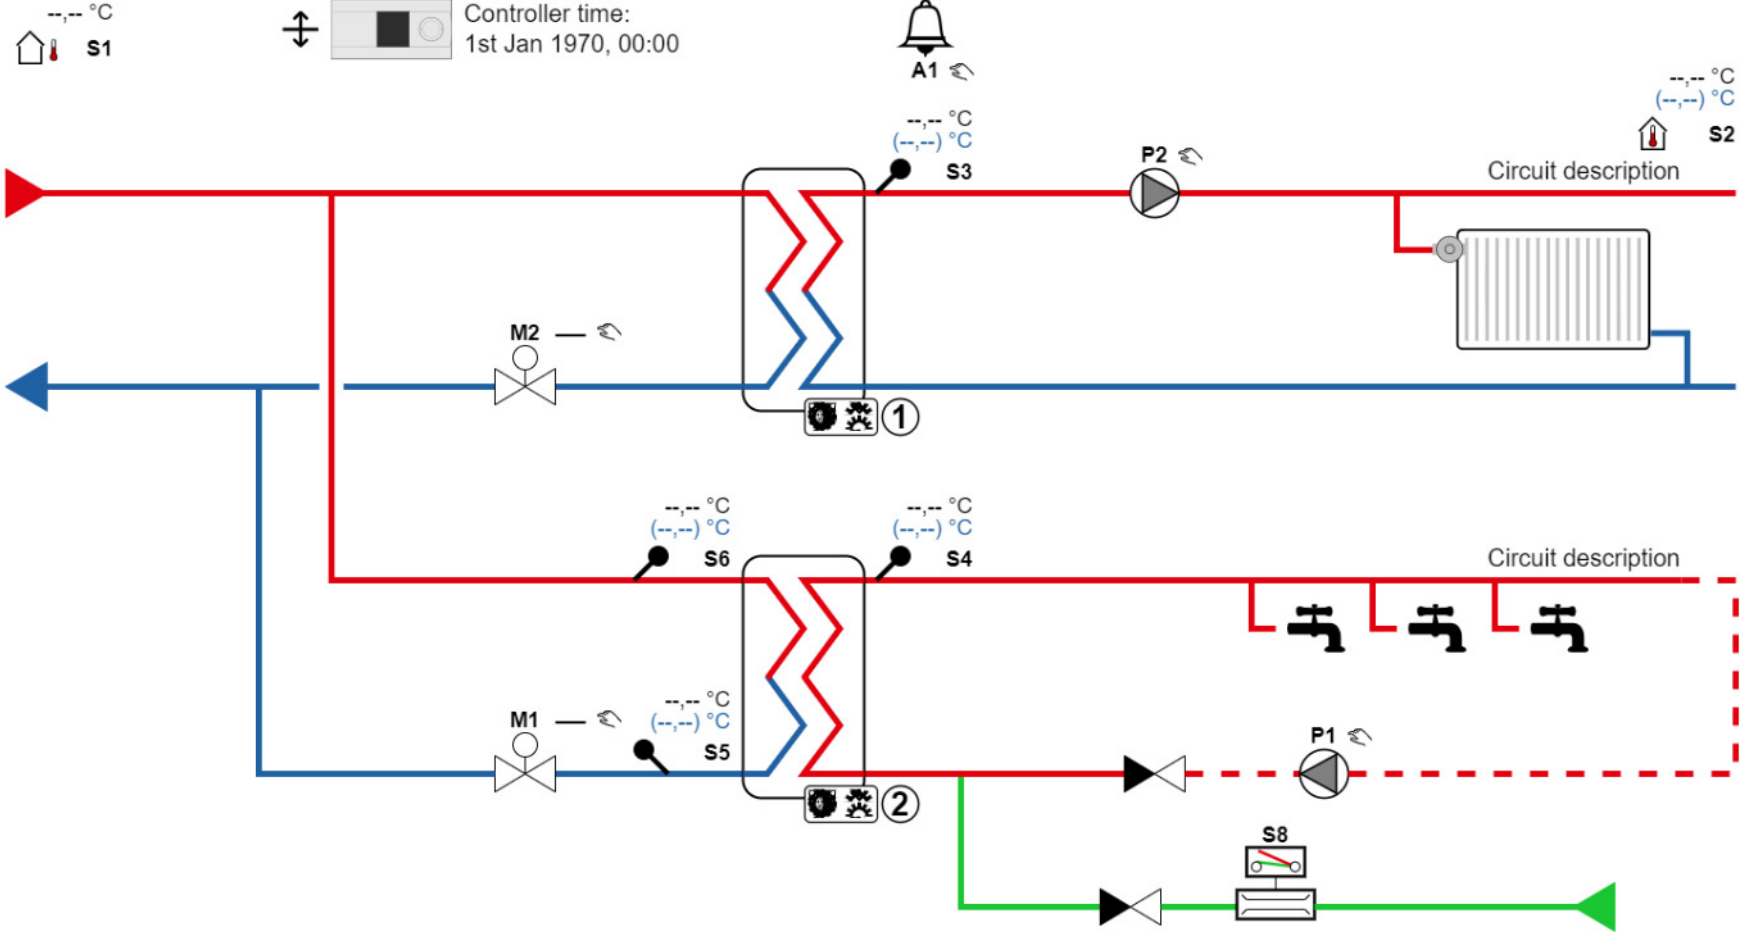 --,-- °C
S1
Controller time:
1st Jan 1970, 00:00
A1
--,-- °C
(--,--) °C
S2
--,-- °C
(--,--) °C
S3
P2
Circuit description
M2
1
--,-- °C
(--,--) °C
S6
--,-- °C
(--,--) °C
S4
Circuit description
M1
--,-- °C
(--,--) °C
S5
P1
2
S8